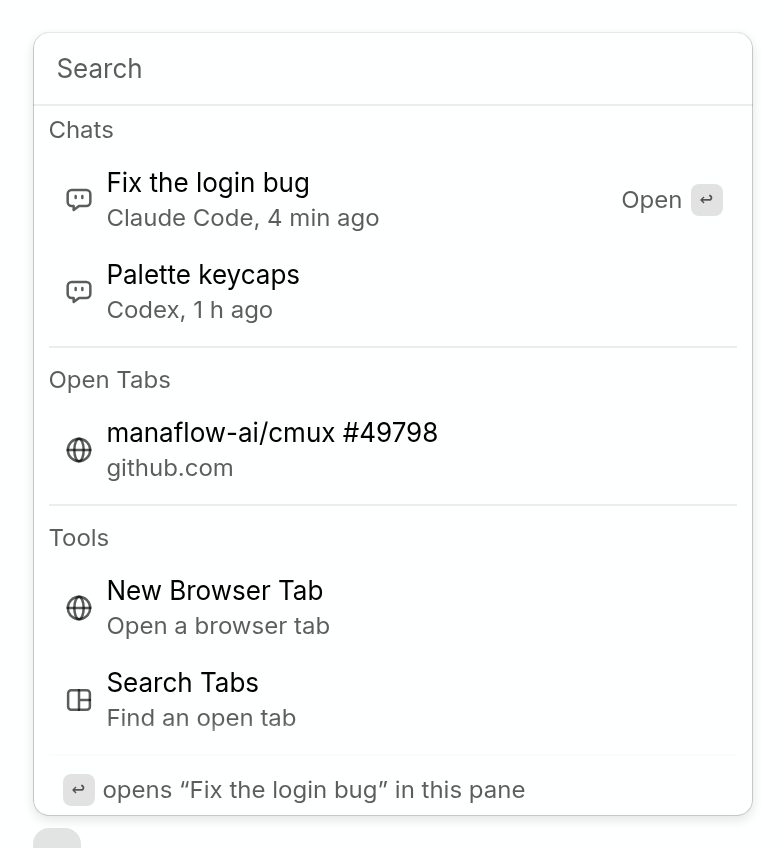 Search
Chats
Fix the login bug
Claude Code, 4 min ago
Open ↩
Palette keycaps
Codex, 1 h ago
Open Tabs
manaflow-ai/cmux #49798
github.com
Tools
New Browser Tab
Open a browser tab
Search Tabs
Find an open tab
↩ opens “Fix the login bug” in this pane